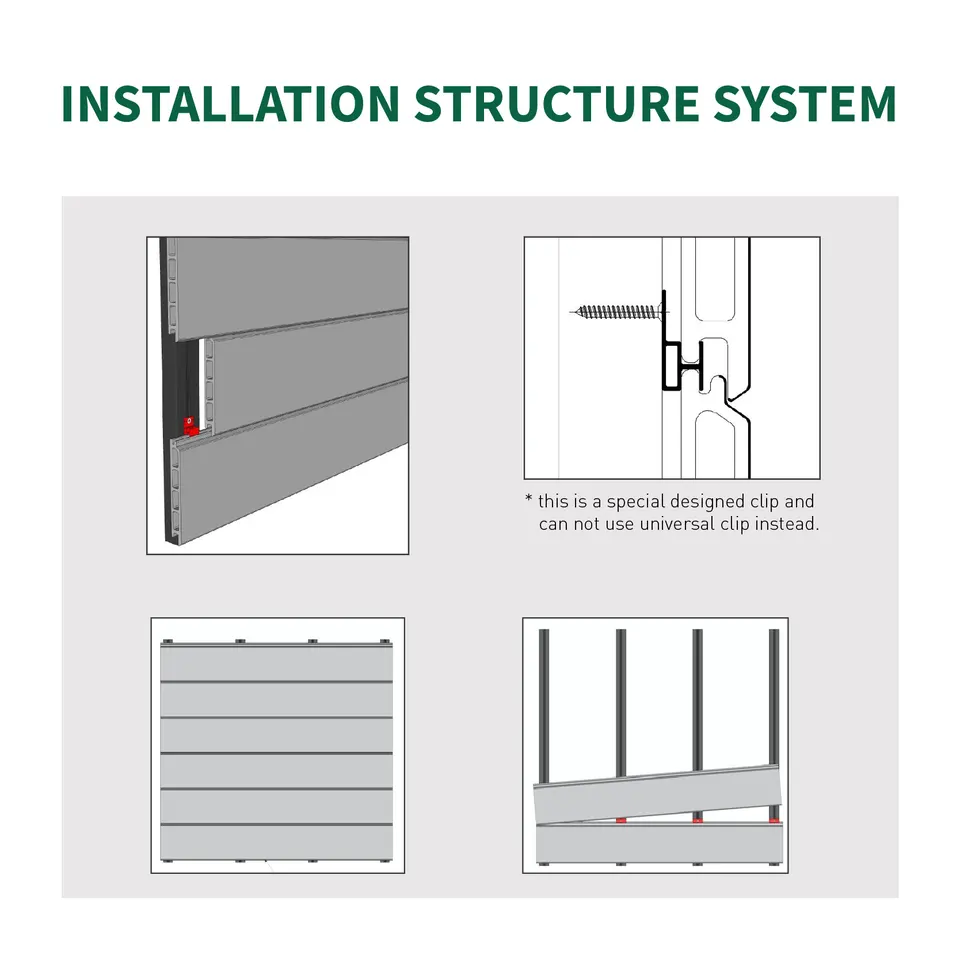 INSTALLATION STRUCTURE SYSTEM
* this is a special designed clip and
can not use universal clip instead.